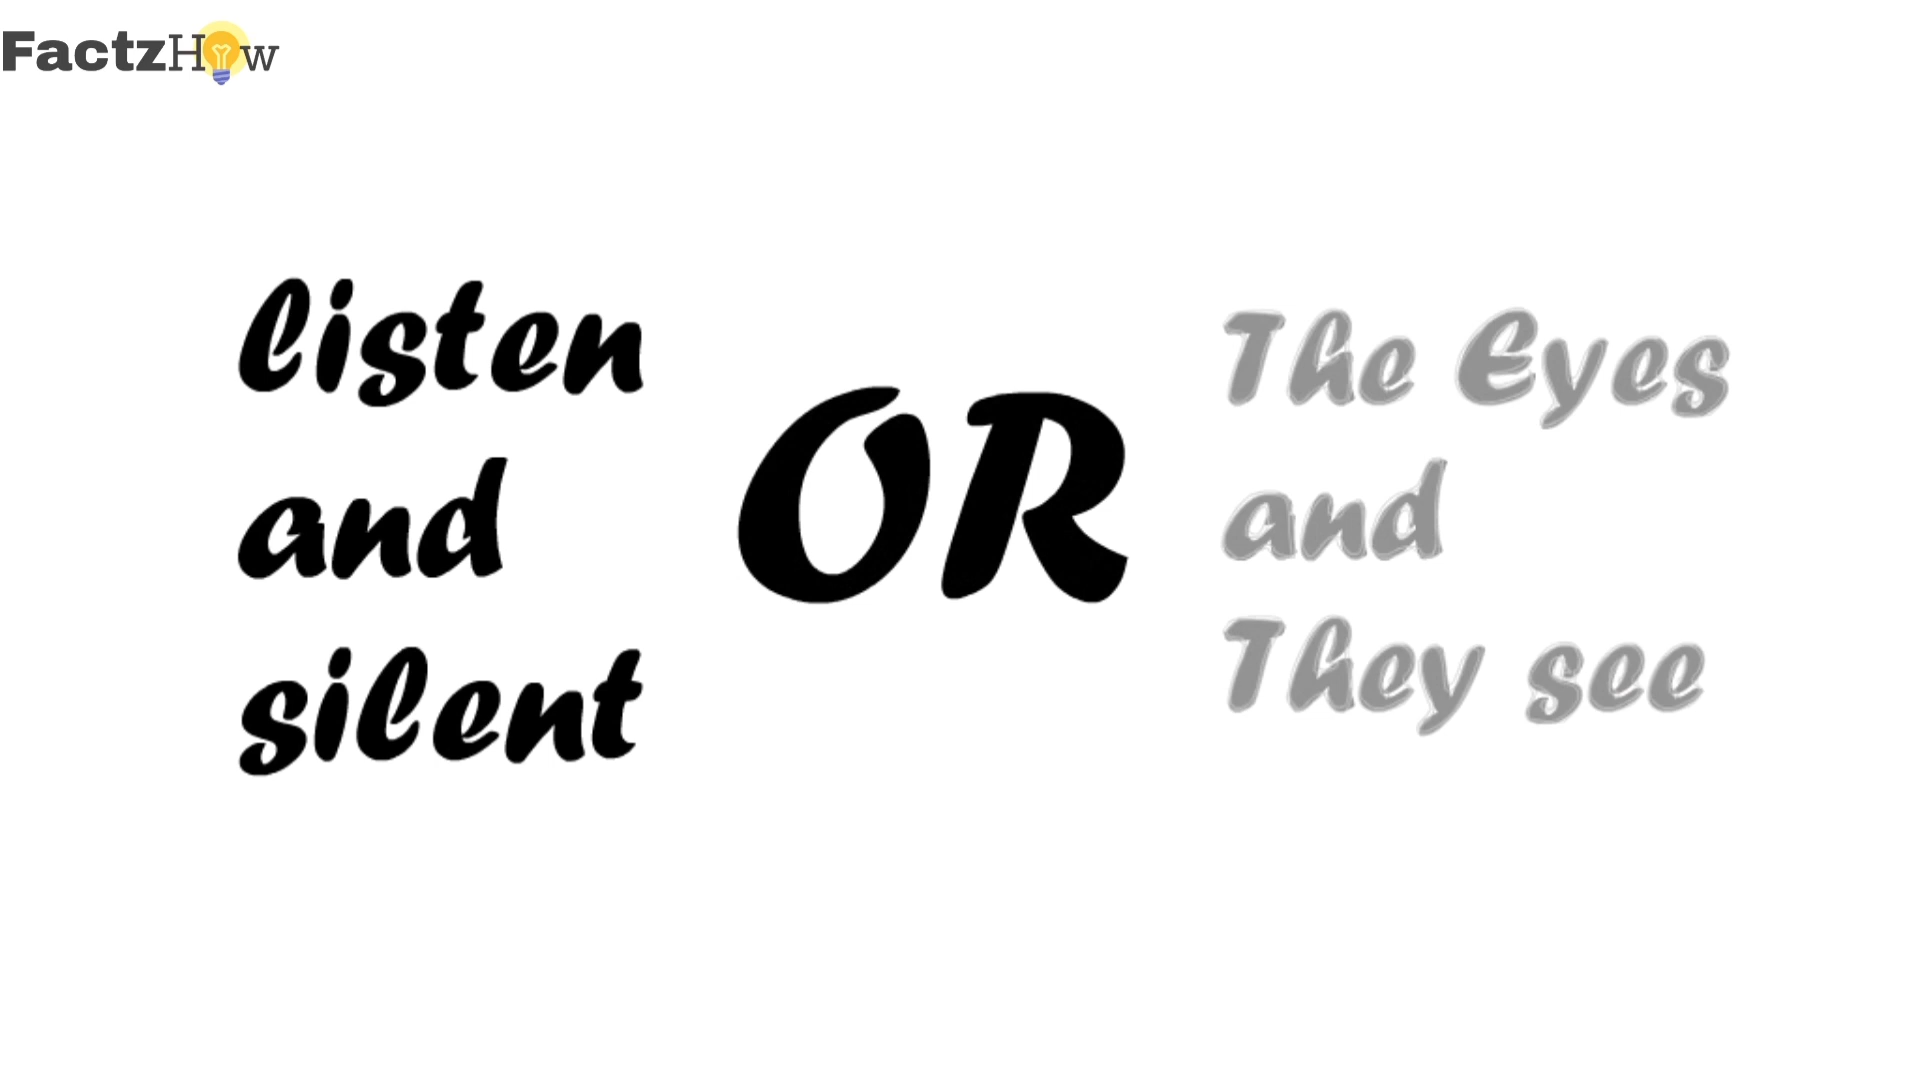 FactzHow
listen
and
silent
OR
The Eyes
and
They see